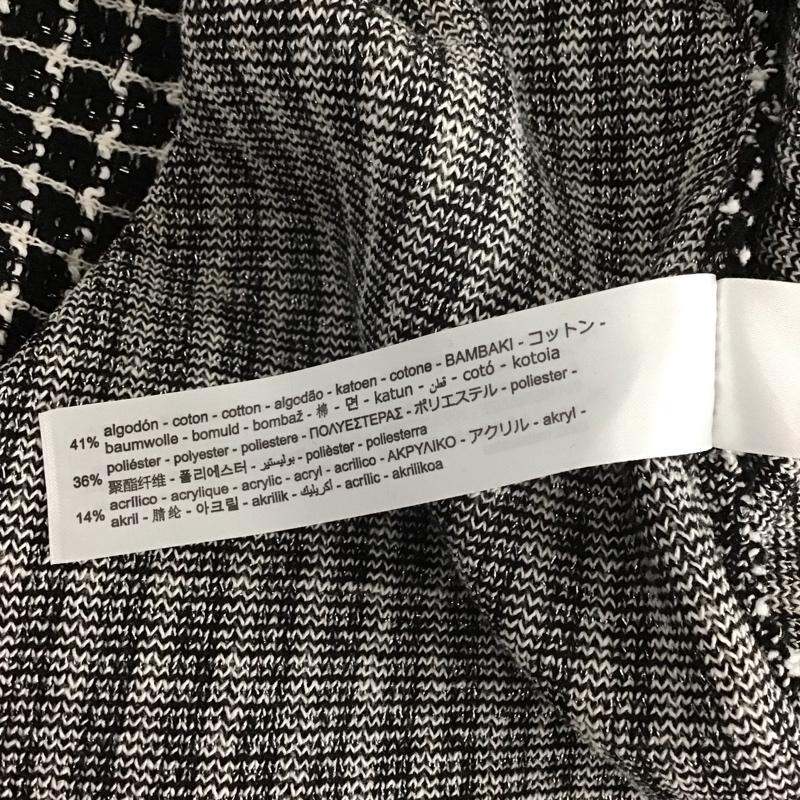 41% algodón - coton - cotton - algodão - katoen - cotone - ΒΑΜΒΑΚΙ - コットン -
baumwolle - bomuld - bombaž - 棉 - 면 - katun - قطن - cotó - kotoia
36% poliéster - polyester - poliestere - ΠΟΛΥΕΣΤΕΡΑΣ - ポリエステル - poliester -
聚酯纤维 - 폴리에스터 - بوليستير - polièster - poliesterra
14% acrílico - acrylique - acrylic - acryl - acrilico - ΑΚΡΥΛΙΚΟ - アクリル - akryl -
akril - 腈纶 - 아크릴 - akrilik - أكريليك - acrílic - akrilikoa